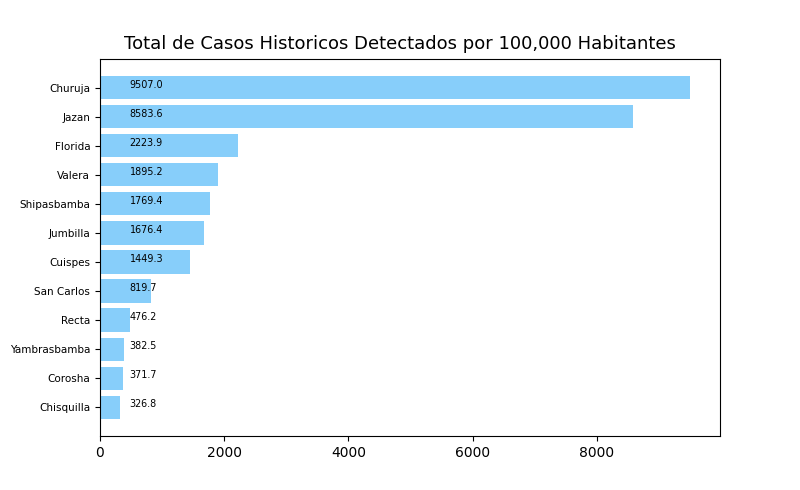 Total de Casos Historicos Detectados por 100,000 Habitantes
Churuja 9507.0
Jazan 8583.6
Florida 2223.9
Valera 1895.2
Shipasbamba 1769.4
Jumbilla 1676.4
Cuispes 1449.3
San Carlos 819.7
Recta 476.2
Yambrasbamba 382.5
Corosha 371.7
Chisquilla 326.8
0 2000 4000 6000 8000